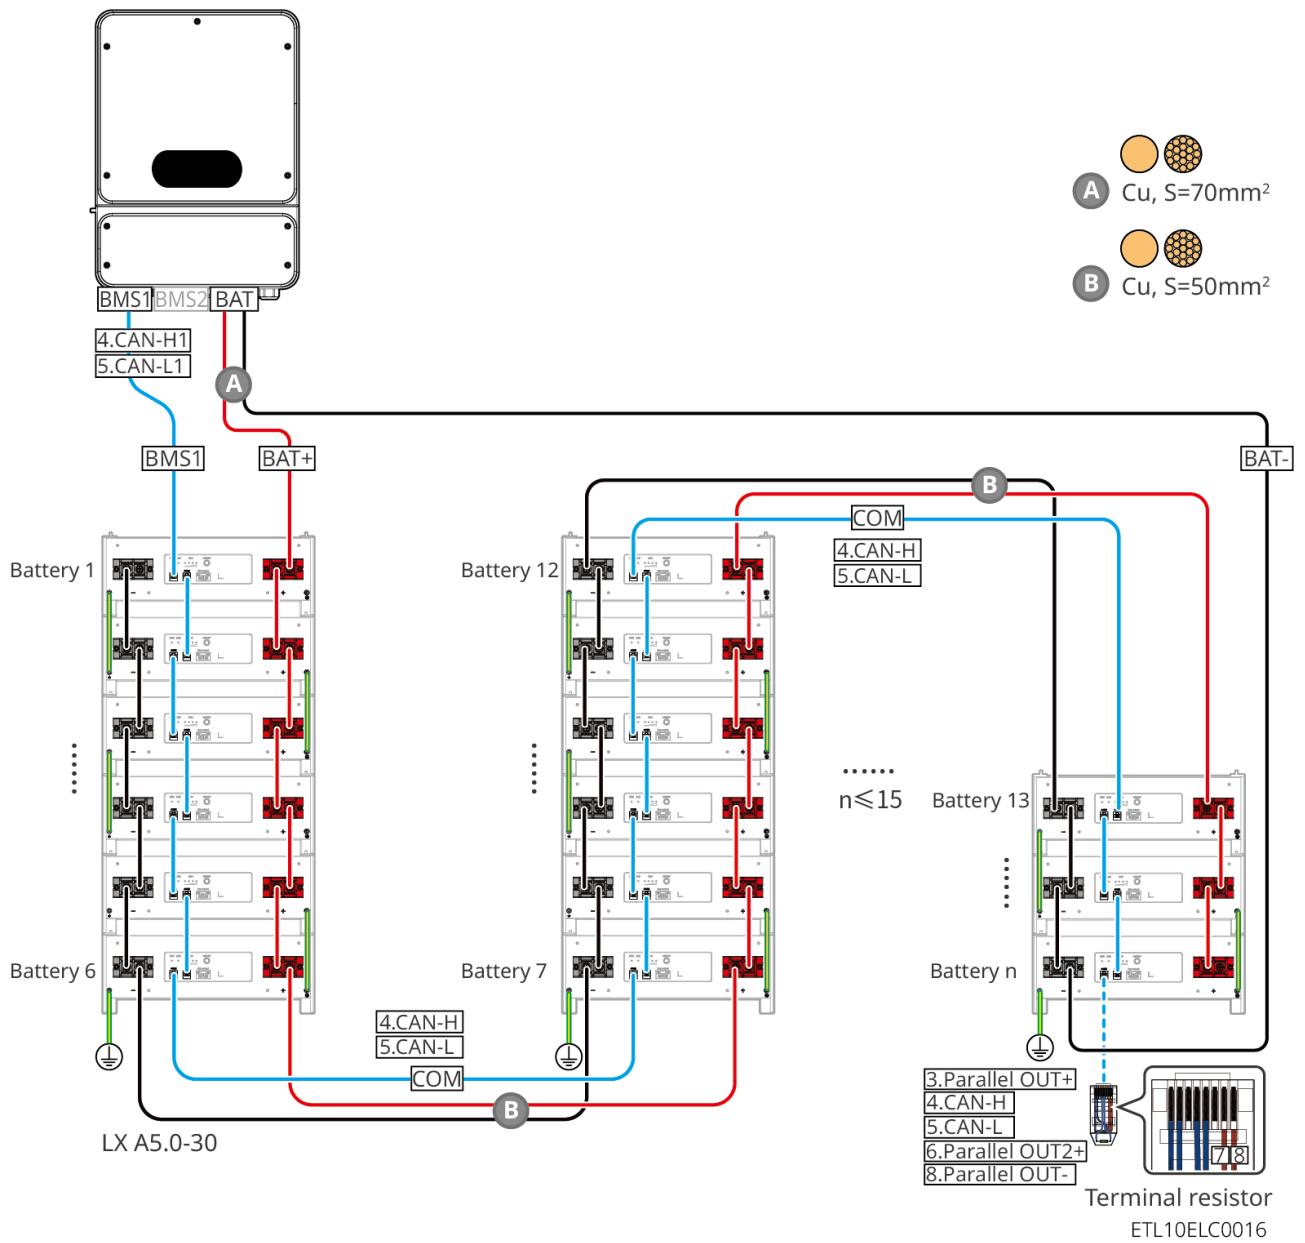 A
Cu, S=70mm²
B
Cu, S=50mm²
BMS1
BMS2
BAT
4.CAN-H1
5.CAN-L1
A
BMS1
BAT+
BAT-
B
COM
4.CAN-H
5.CAN-L
Battery 1
Battery 12
......
n≤15
Battery 13
Battery 6
Battery 7
Battery n
4.CAN-H
5.CAN-L
COM
B
LX A5.0-30
3.Parallel OUT+
4.CAN-H
5.CAN-L
6.Parallel OUT2+
8.Parallel OUT-
7 8
Terminal resistor
ETL10ELC0016